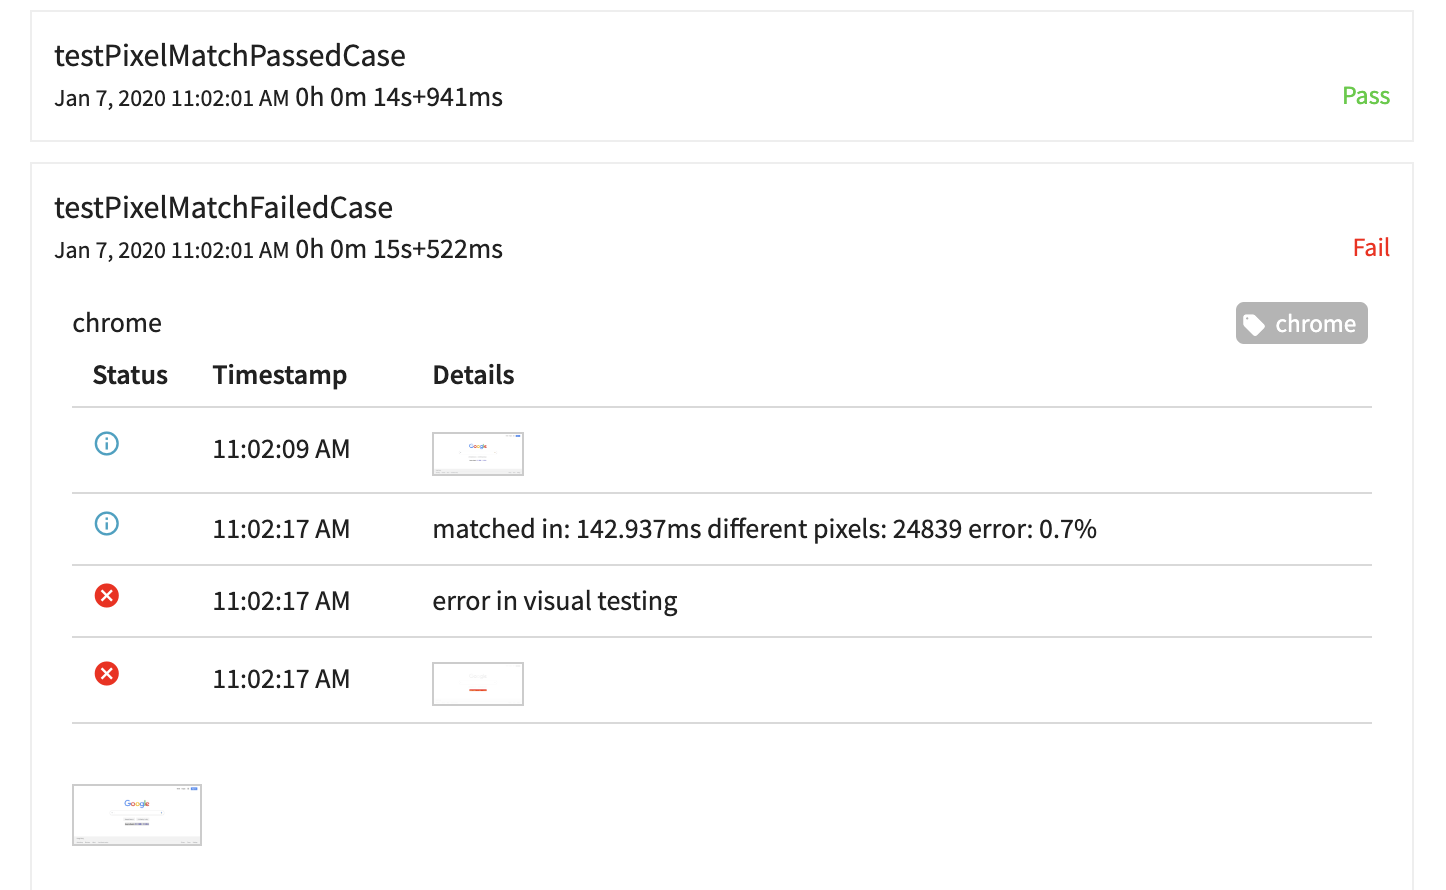 testPixelMatchPassedCase
Jan 7, 2020 11:02:01 AM 0h 0m 14s+941ms
Pass
testPixelMatchFailedCase
Jan 7, 2020 11:02:01 AM 0h 0m 15s+522ms
Fail
chrome
chrome
Status Timestamp Details
11:02:09 AM
Google
11:02:17 AM matched in: 142.937ms different pixels: 24839 error: 0.7%
11:02:17 AM error in visual testing
11:02:17 AM
Google